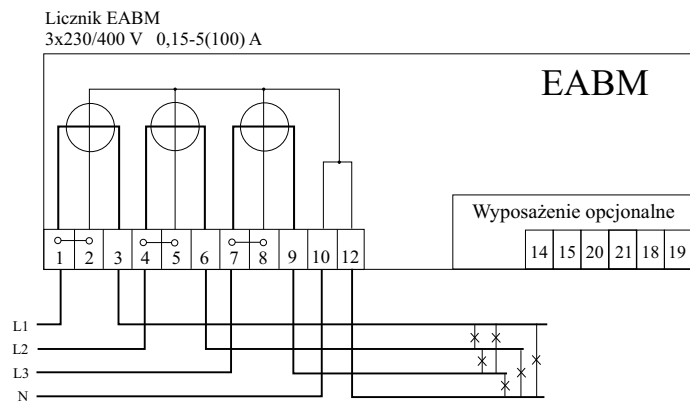 Licznik EABM
3x230/400 V 0,15-5(100) A
EABM
Wyposażenie opcjonalne
14 15 20 21 18 19
1 2 3 4 5 6 7 8 9 10 12
L1
L2
L3
N